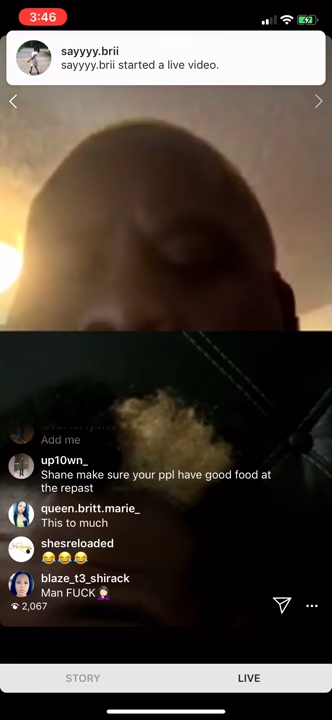 3:46
sayyyy.brii
sayyyy.brii started a live video.
Add me
up10wn_
Shane make sure your ppl have good food at
the repast
queen.britt.marie_
This to much
shesreloaded
😂😂😂
blaze_t3_shirack
Man FUCK🤦🏻‍♀️
2,067
STORY
LIVE